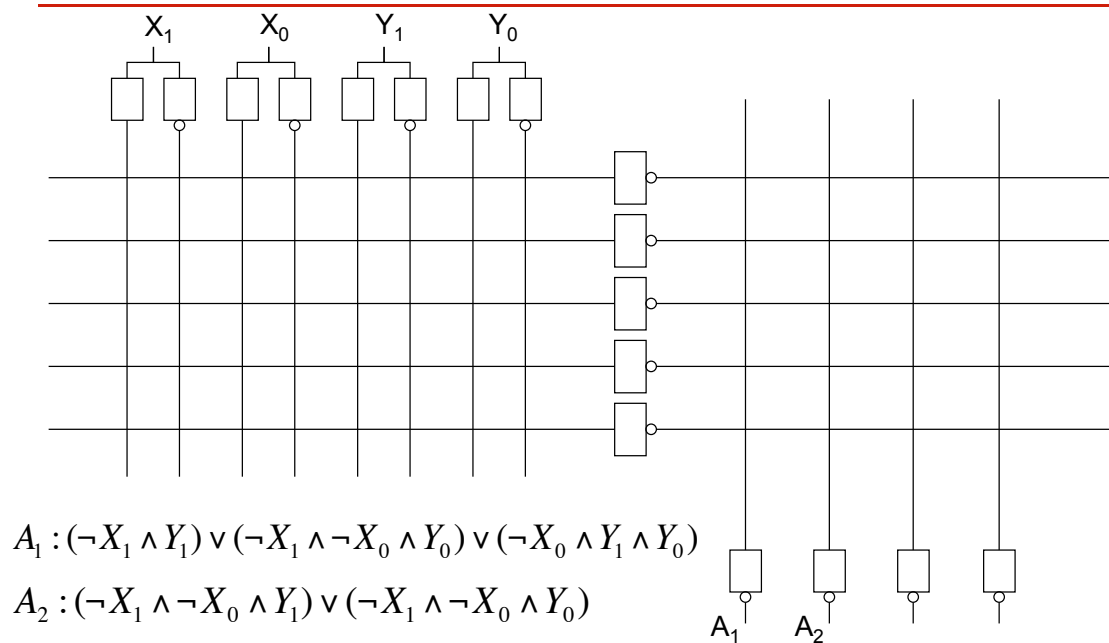 X₁ X₀ Y₁ Y₀
A₁ : (¬X₁ ∧ Y₁) ∨ (¬X₁ ∧ ¬X₀ ∧ Y₀) ∨ (¬X₀ ∧ Y₁ ∧ Y₀)
A₂ : (¬X₁ ∧ ¬X₀ ∧ Y₁) ∨ (¬X₁ ∧ ¬X₀ ∧ Y₀)
A₁ A₂